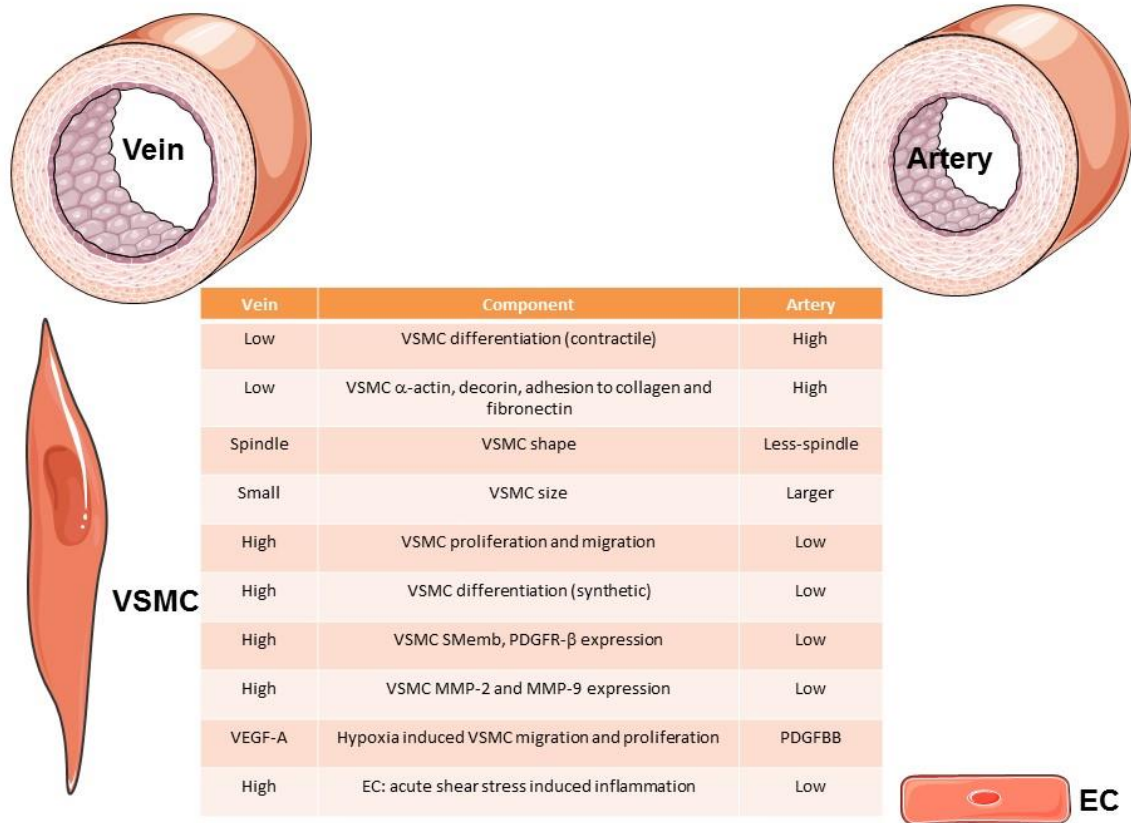 Vein
Artery
Vein Component Artery
Low VSMC differentiation (contractile) High
Low VSMC α-actin, decorin, adhesion to collagen and High
fibronectin
Spindle VSMC shape Less-spindle
Small VSMC size Larger
High VSMC proliferation and migration Low
High VSMC differentiation (synthetic) Low
High VSMC SMemb, PDGFR-β expression Low
High VSMC MMP-2 and MMP-9 expression Low
VEGF-A Hypoxia induced VSMC migration and proliferation PDGFBB
High EC: acute shear stress induced inflammation Low
VSMC
EC